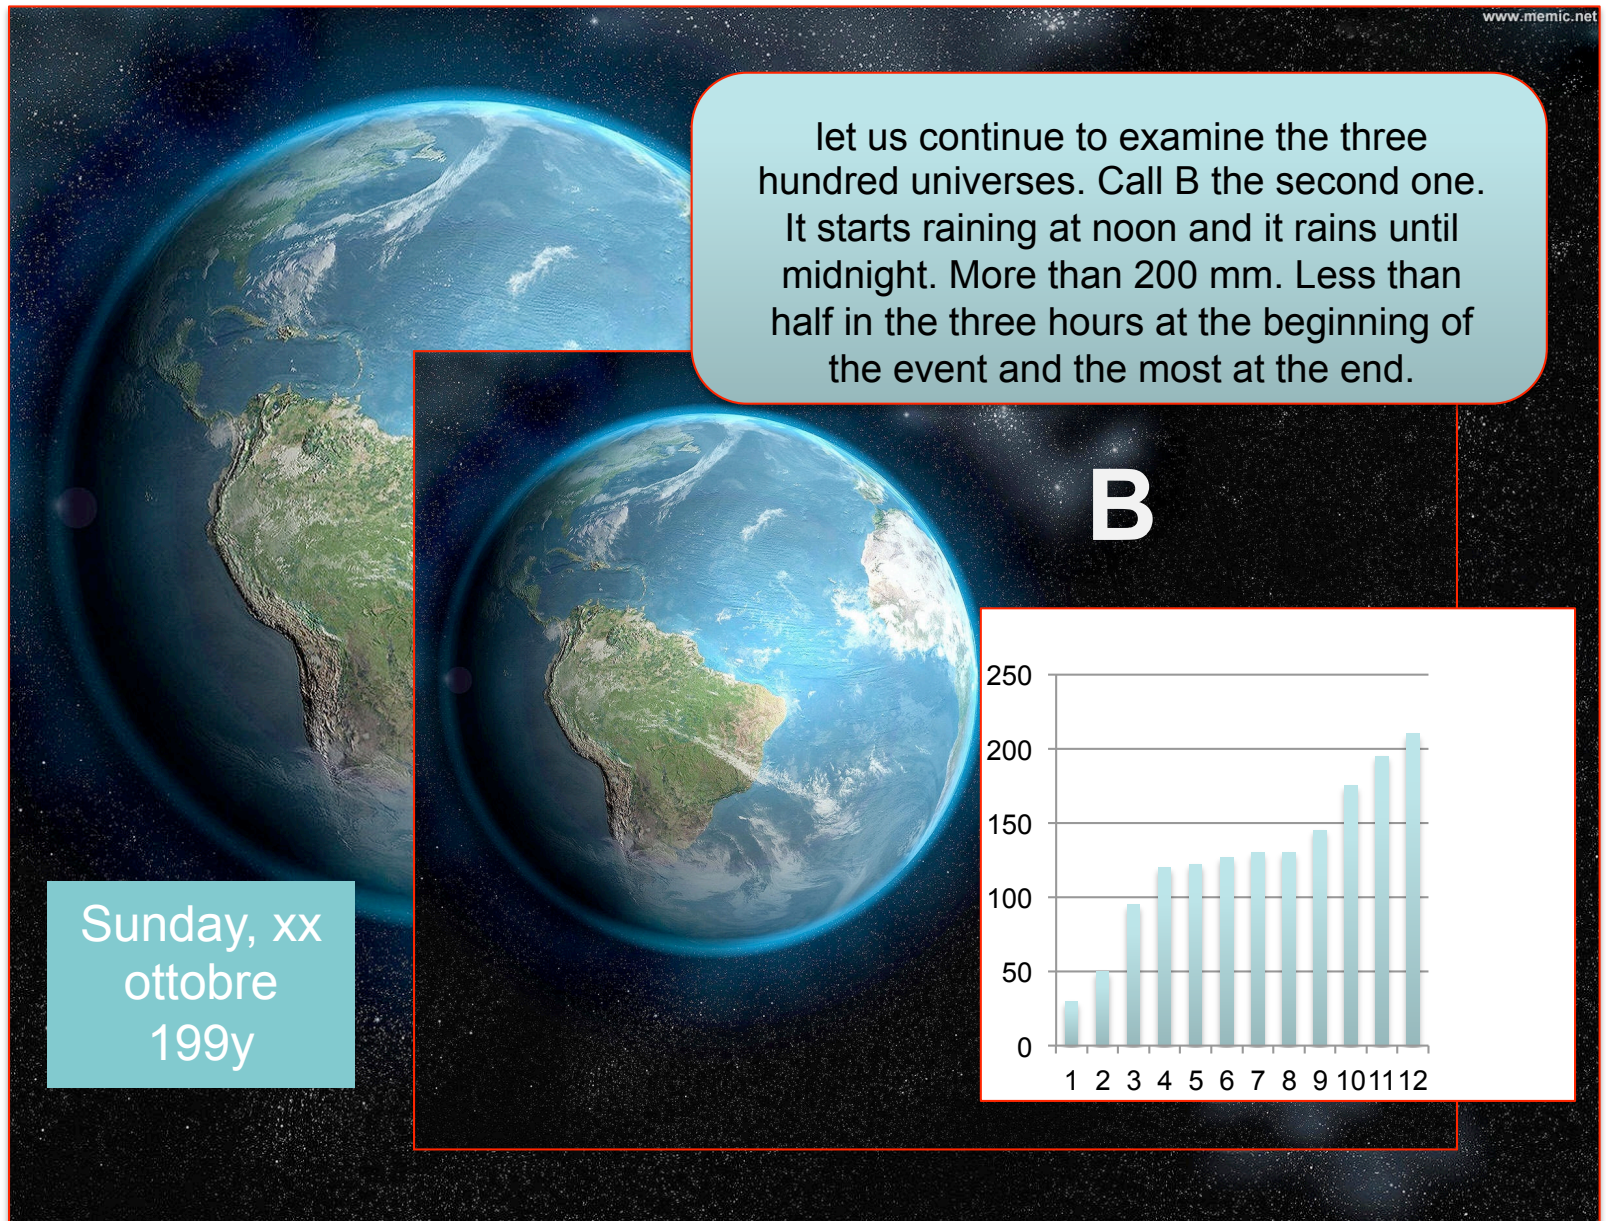 www.memic.net
let us continue to examine the three
hundred universes. Call B the second one.
It starts raining at noon and it rains until
midnight. More than 200 mm. Less than
half in the three hours at the beginning of
the event and the most at the end.
B
250
200
150
100
50
0
1 2 3 4 5 6 7 8 9 10 11 12
Sunday, xx
ottobre
199y